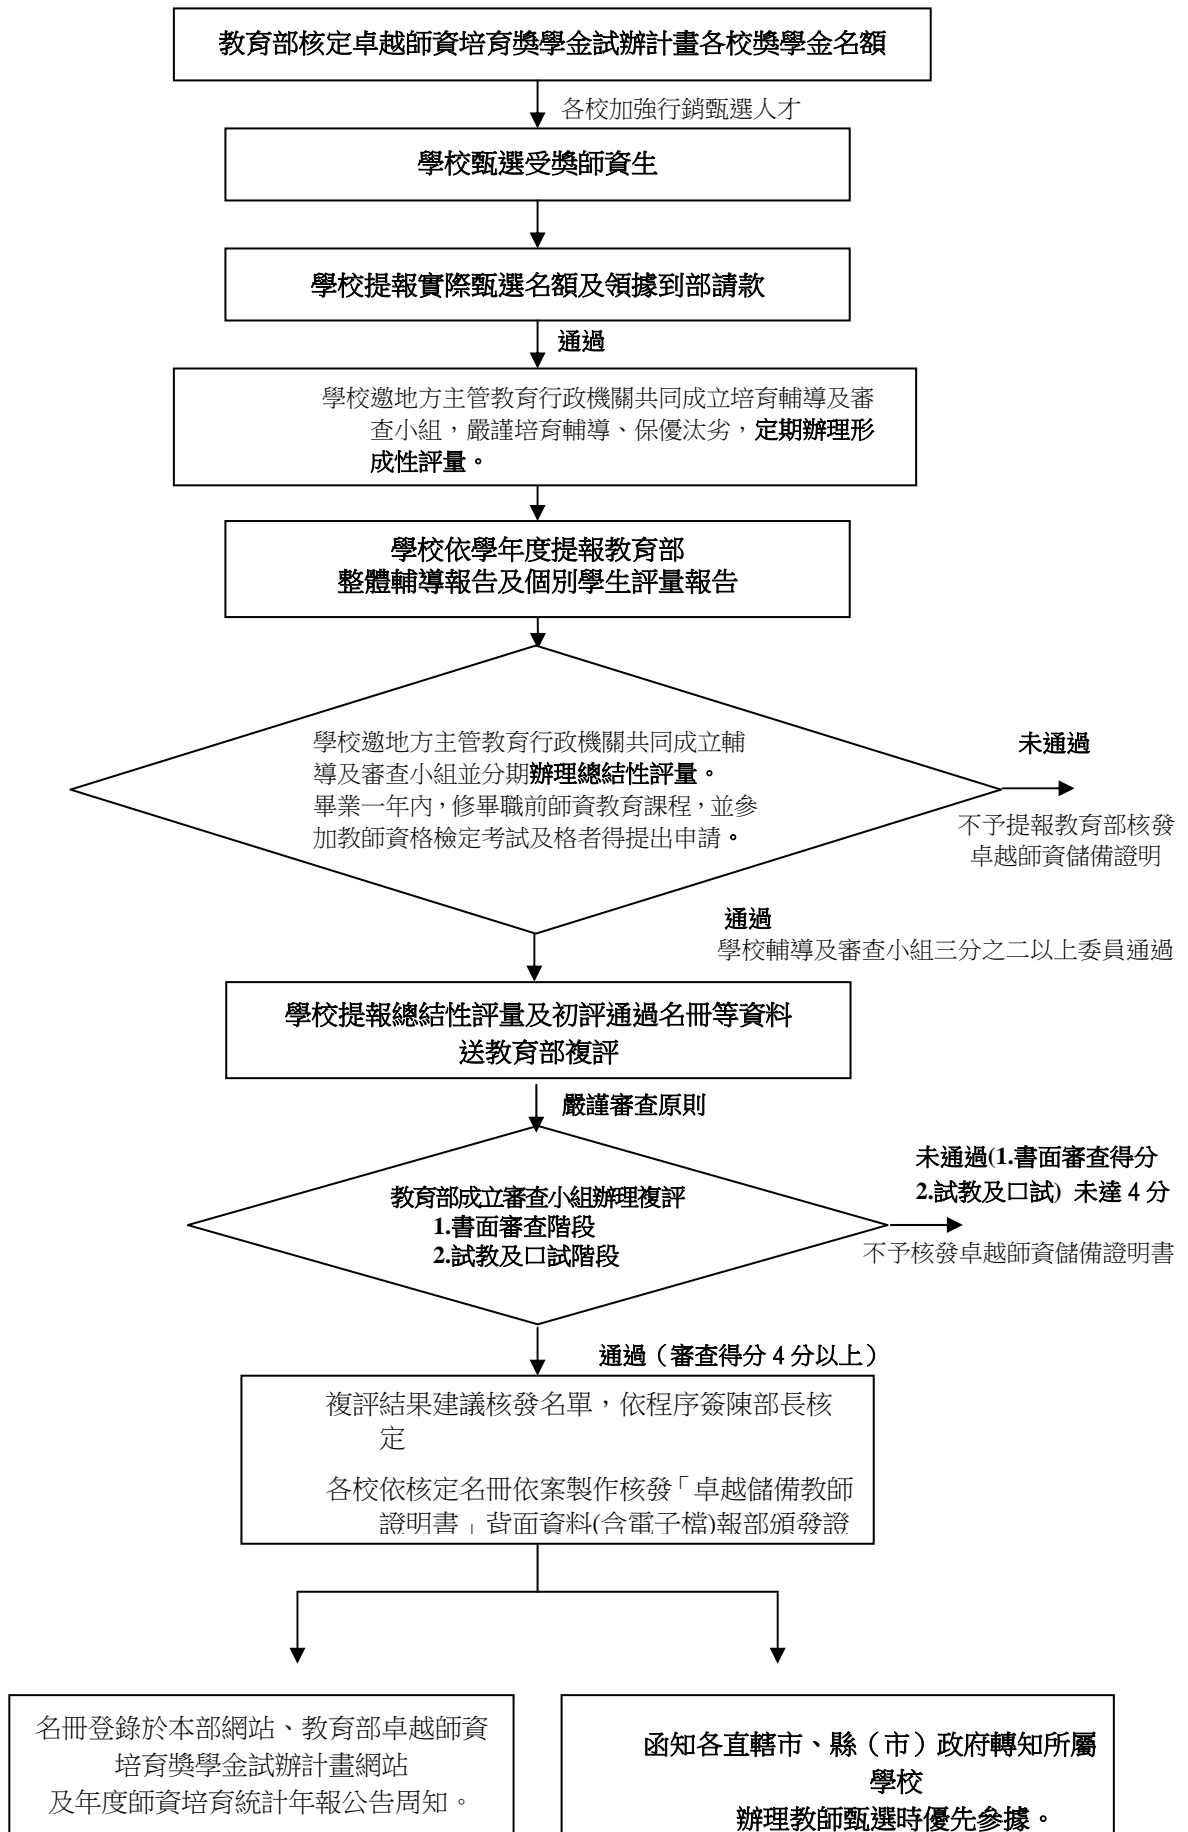 教育部核定卓越師資培育獎學金試辦計畫各校獎學金名額
各校加強行銷甄選人才
學校甄選受獎師資生
學校提報實際甄選名額及領據到部請款
通過
學校邀地方主管教育行政機關共同成立培育輔導及審
查小組，嚴謹培育輔導、保優汰劣，定期辦理形
成性評量。
學校依學年度提報教育部
整體輔導報告及個別學生評量報告
學校邀地方主管教育行政機關共同成立輔
導及審查小組並分期辦理總結性評量。
畢業一年內，修畢職前師資教育課程，並參
加教師資格檢定考試及格者得提出申請。
未通過
不予提報教育部核發
卓越師資儲備證明
通過
學校輔導及審查小組三分之二以上委員通過
學校提報總結性評量及初評通過名冊等資料
送教育部複評
嚴謹審查原則
教育部成立審查小組辦理複評
1.書面審查階段
2.試教及口試階段
未通過(1.書面審查得分
2.試教及口試) 未達 4 分
不予核發卓越師資儲備證明書
通過（審查得分 4 分以上）
複評結果建議核發名單，依程序簽陳部長核
定
各校依核定名冊依案製作核發「卓越儲備教師
證明書」背面資料(含電子檔)報部頒發證
名冊登錄於本部網站、教育部卓越師資
培育獎學金試辦計畫網站
及年度師資培育統計年報公告周知。
函知各直轄市、縣（市）政府轉知所屬
學校
辦理教師甄選時優先參據。